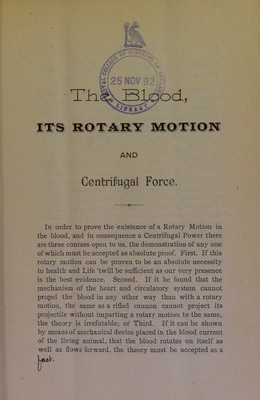 ROYAL COLLEGE OF SURGEONS OF ENGLAND
25 NOV 92
LIBRARY
The Blood,
ITS ROTARY MOTION
AND
Centrifugal Force.
In order to prove the existence of a Rotary Motion in
the blood, and in consequence a Centrifugal Power there
are three courses open to us, the demonstration of any one
of which must be accepted as absolute proof. First. If this
rotary motion can be proven to be an absolute necessity
to health and Life 'twill be sufficient as our very presence
is the best evidence. Second. If it be found that the
mechanism of the heart and circulatory system cannot
propel the blood in any other way than with a rotary
motion, the same as a rifled cannon cannot project its
projectile without imparting a rotary motion to the same,
the theory is irrefutable; or Third. If it can be shown
by means of mechanical device placed in the blood current
of the living animal, that the blood rotates on itself as
well as flows forward, the theory must be accepted as a
fact.